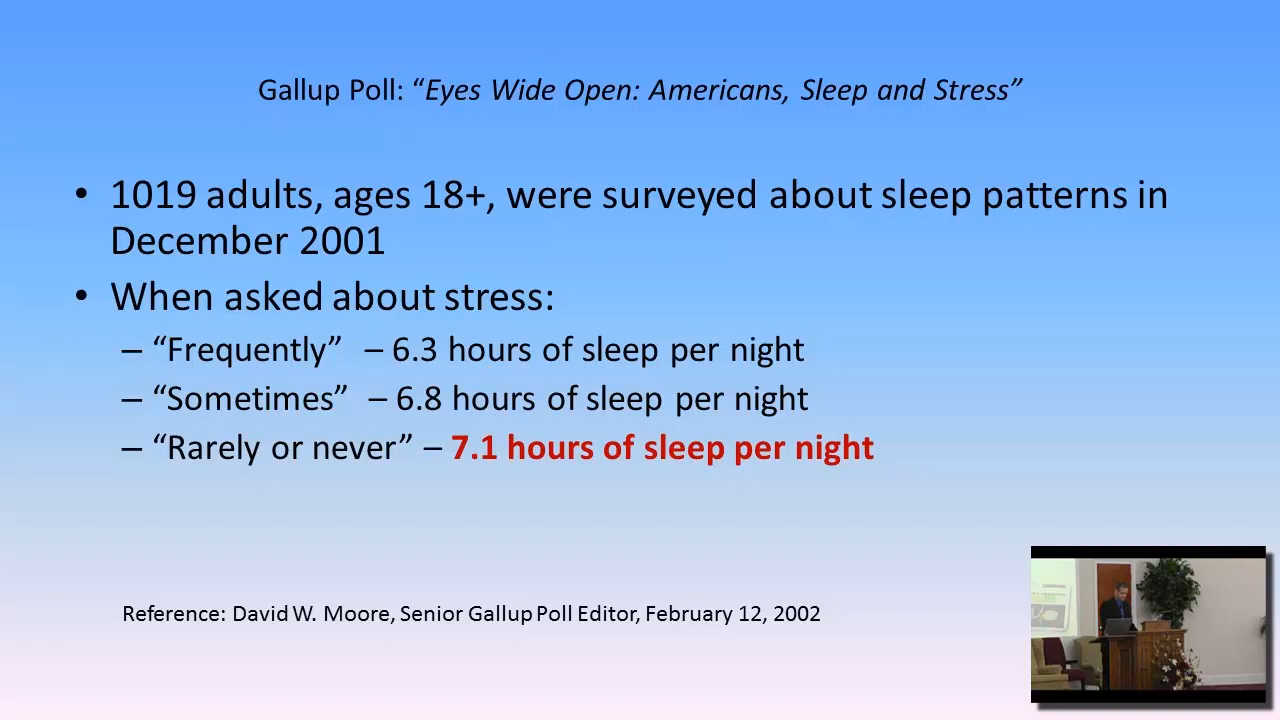 Gallup Poll: “Eyes Wide Open: Americans, Sleep and Stress”
• 1019 adults, ages 18+, were surveyed about sleep patterns in
December 2001
• When asked about stress:
– “Frequently” – 6.3 hours of sleep per night
– “Sometimes” – 6.8 hours of sleep per night
– “Rarely or never” – 7.1 hours of sleep per night
Reference: David W. Moore, Senior Gallup Poll Editor, February 12, 2002